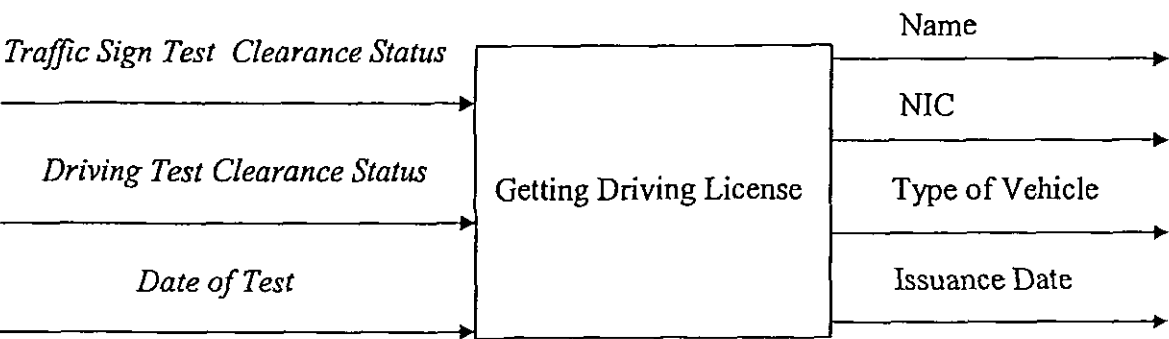 Traffic Sign Test Clearance Status
Driving Test Clearance Status
Date of Test
Getting Driving License
Name
NIC
Type of Vehicle
Issuance Date